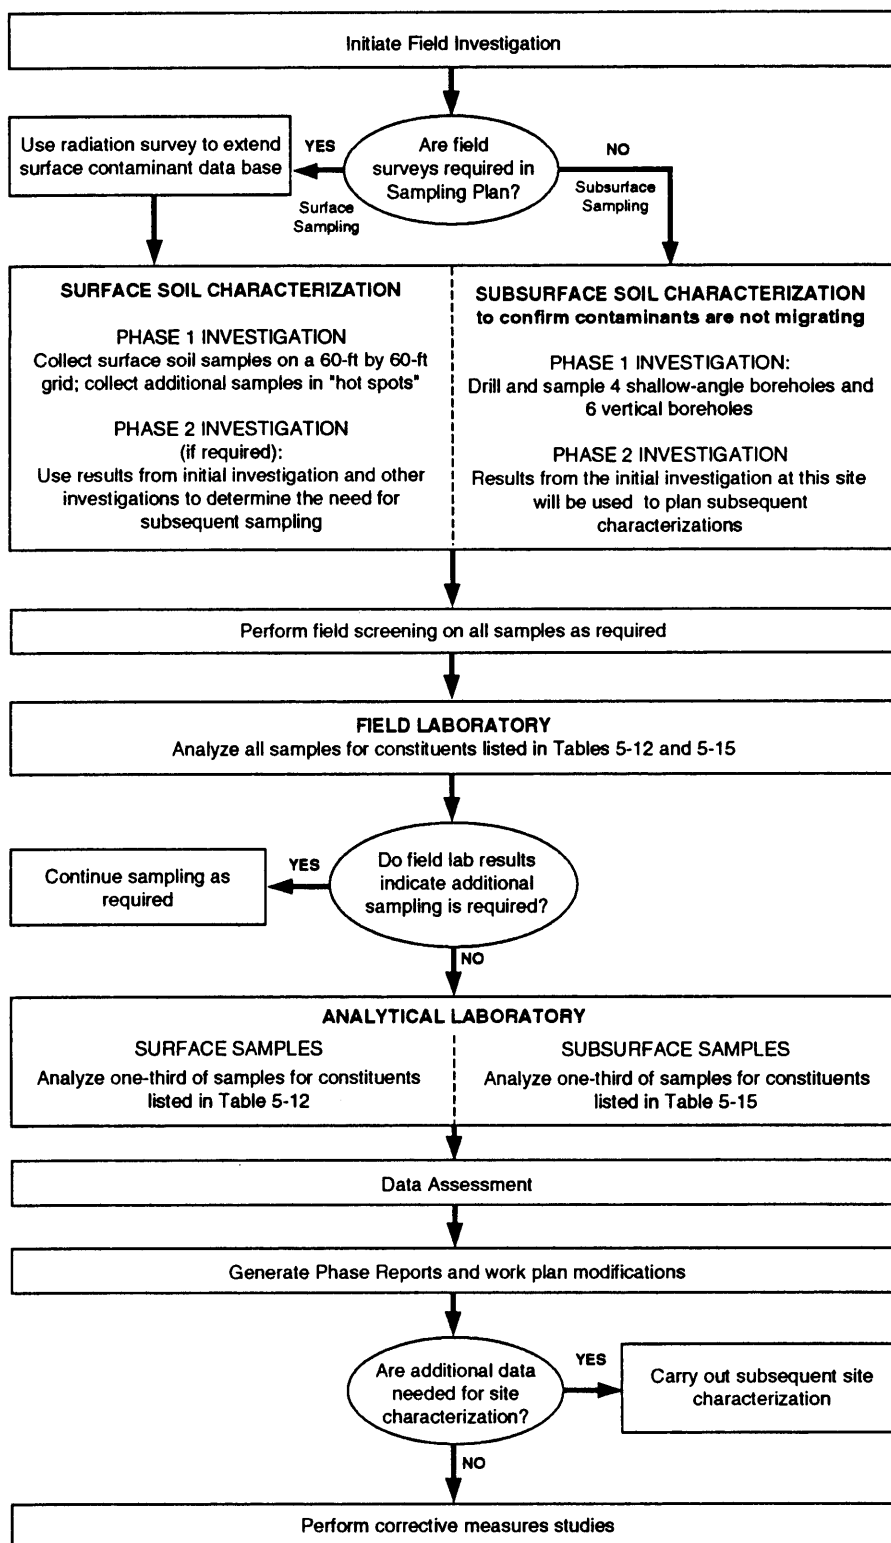 Initiate Field Investigation
Use radiation survey to extend
surface contaminant data base
YES
Are field
surveys required in
Sampling Plan?
NO
Surface
Sampling
Subsurface
Sampling
SURFACE SOIL CHARACTERIZATION
PHASE 1 INVESTIGATION
Collect surface soil samples on a 60-ft by 60-ft
grid; collect additional samples in "hot spots"
PHASE 2 INVESTIGATION
(if required):
Use results from initial investigation and other
investigations to determine the need for
subsequent sampling
SUBSURFACE SOIL CHARACTERIZATION
to confirm contaminants are not migrating
PHASE 1 INVESTIGATION:
Drill and sample 4 shallow-angle boreholes and
6 vertical boreholes
PHASE 2 INVESTIGATION
Results from the initial investigation at this site
will be used to plan subsequent
characterizations
Perform field screening on all samples as required
FIELD LABORATORY
Analyze all samples for constituents listed in Tables 5-12 and 5-15
Continue sampling as
required
YES
Do field lab results
indicate additional
sampling is required?
NO
ANALYTICAL LABORATORY
SURFACE SAMPLES
Analyze one-third of samples for constituents
listed in Table 5-12
SUBSURFACE SAMPLES
Analyze one-third of samples for constituents
listed in Table 5-15
Data Assessment
Generate Phase Reports and work plan modifications
Are additional data
needed for site
characterization?
YES
Carry out subsequent site
characterization
NO
Perform corrective measures studies